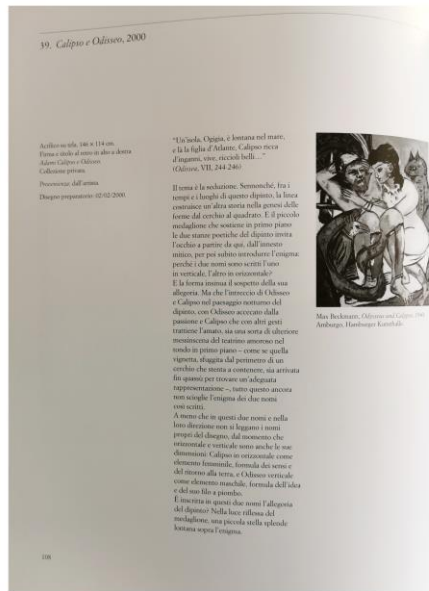 39. Calipso e Odisseo, 2000
Acrilico su tela, 146 × 114 cm.
Firma e titolo al verso in alto a destra
Adami Calipso e Odisseo
Collezione privata.
Provenienza: dall'artista
Disegno preparatorio: 02/02/2000
"Un'isola, Ogigia, è lontana nel mare,
e là la figlia d'Atlante, Calipso ricca
d'inganni, vive, riccioli belli…"
(Odissea, VII, 244-246)
Il tema è la seduzione. Sennonché, fra i
tempi e i luoghi di questo dipinto, la linea
costruisce un'altra storia nella genesi delle
forme dal cerchio al quadrato. E il piccolo
medaglione che sostiene in primo piano
le due stanze poetiche del dipinto invita
l'occhio a partire da qui, dall'innesto
mitico, per poi subito introdurre l'enigma:
perché i due nomi sono scritti l'uno
in verticale, l'altro in orizzontale?
E la forma insinua il sospetto della sua
allegoria. Ma che l'intreccio di Odisseo
e Calipso nel paesaggio notturno del
dipinto, con Odisseo accecato dalla
passione e Calipso che con altri gesti
trattiene l'amato, sia una sorta di ulteriore
messinscena del teatrino amoroso nel
tondo in primo piano – come se quella
vignetta, sfuggita dal perimetro di un
cerchio che stenta a contenere, sia arrivata
fin quassù per trovare un'adeguata
rappresentazione –, tutto questo ancora
non scioglie l'enigma dei due nomi
così scritti.
A meno che in questi due nomi e nella
loro direzione non si leggano i nomi
propri del disegno, dal momento che
orizzontale e verticale sono anche le sue
dimensioni. Calipso in orizzontale come
elemento femminile, formula dei semi e
del ritorno alla terra, e Odisseo verticale
come elemento maschile, formula dell'idea
e del suo filo a piombo.
È inscritta in questi due nomi l'allegoria
del dipinto? Nella luce riflessa del
medaglione, una piccola stella splende
lontana sopra l'enigma.
Max Beckmann, Odysseus and Calypso,
Amburgo, Hamburger Kunsthalle.
108